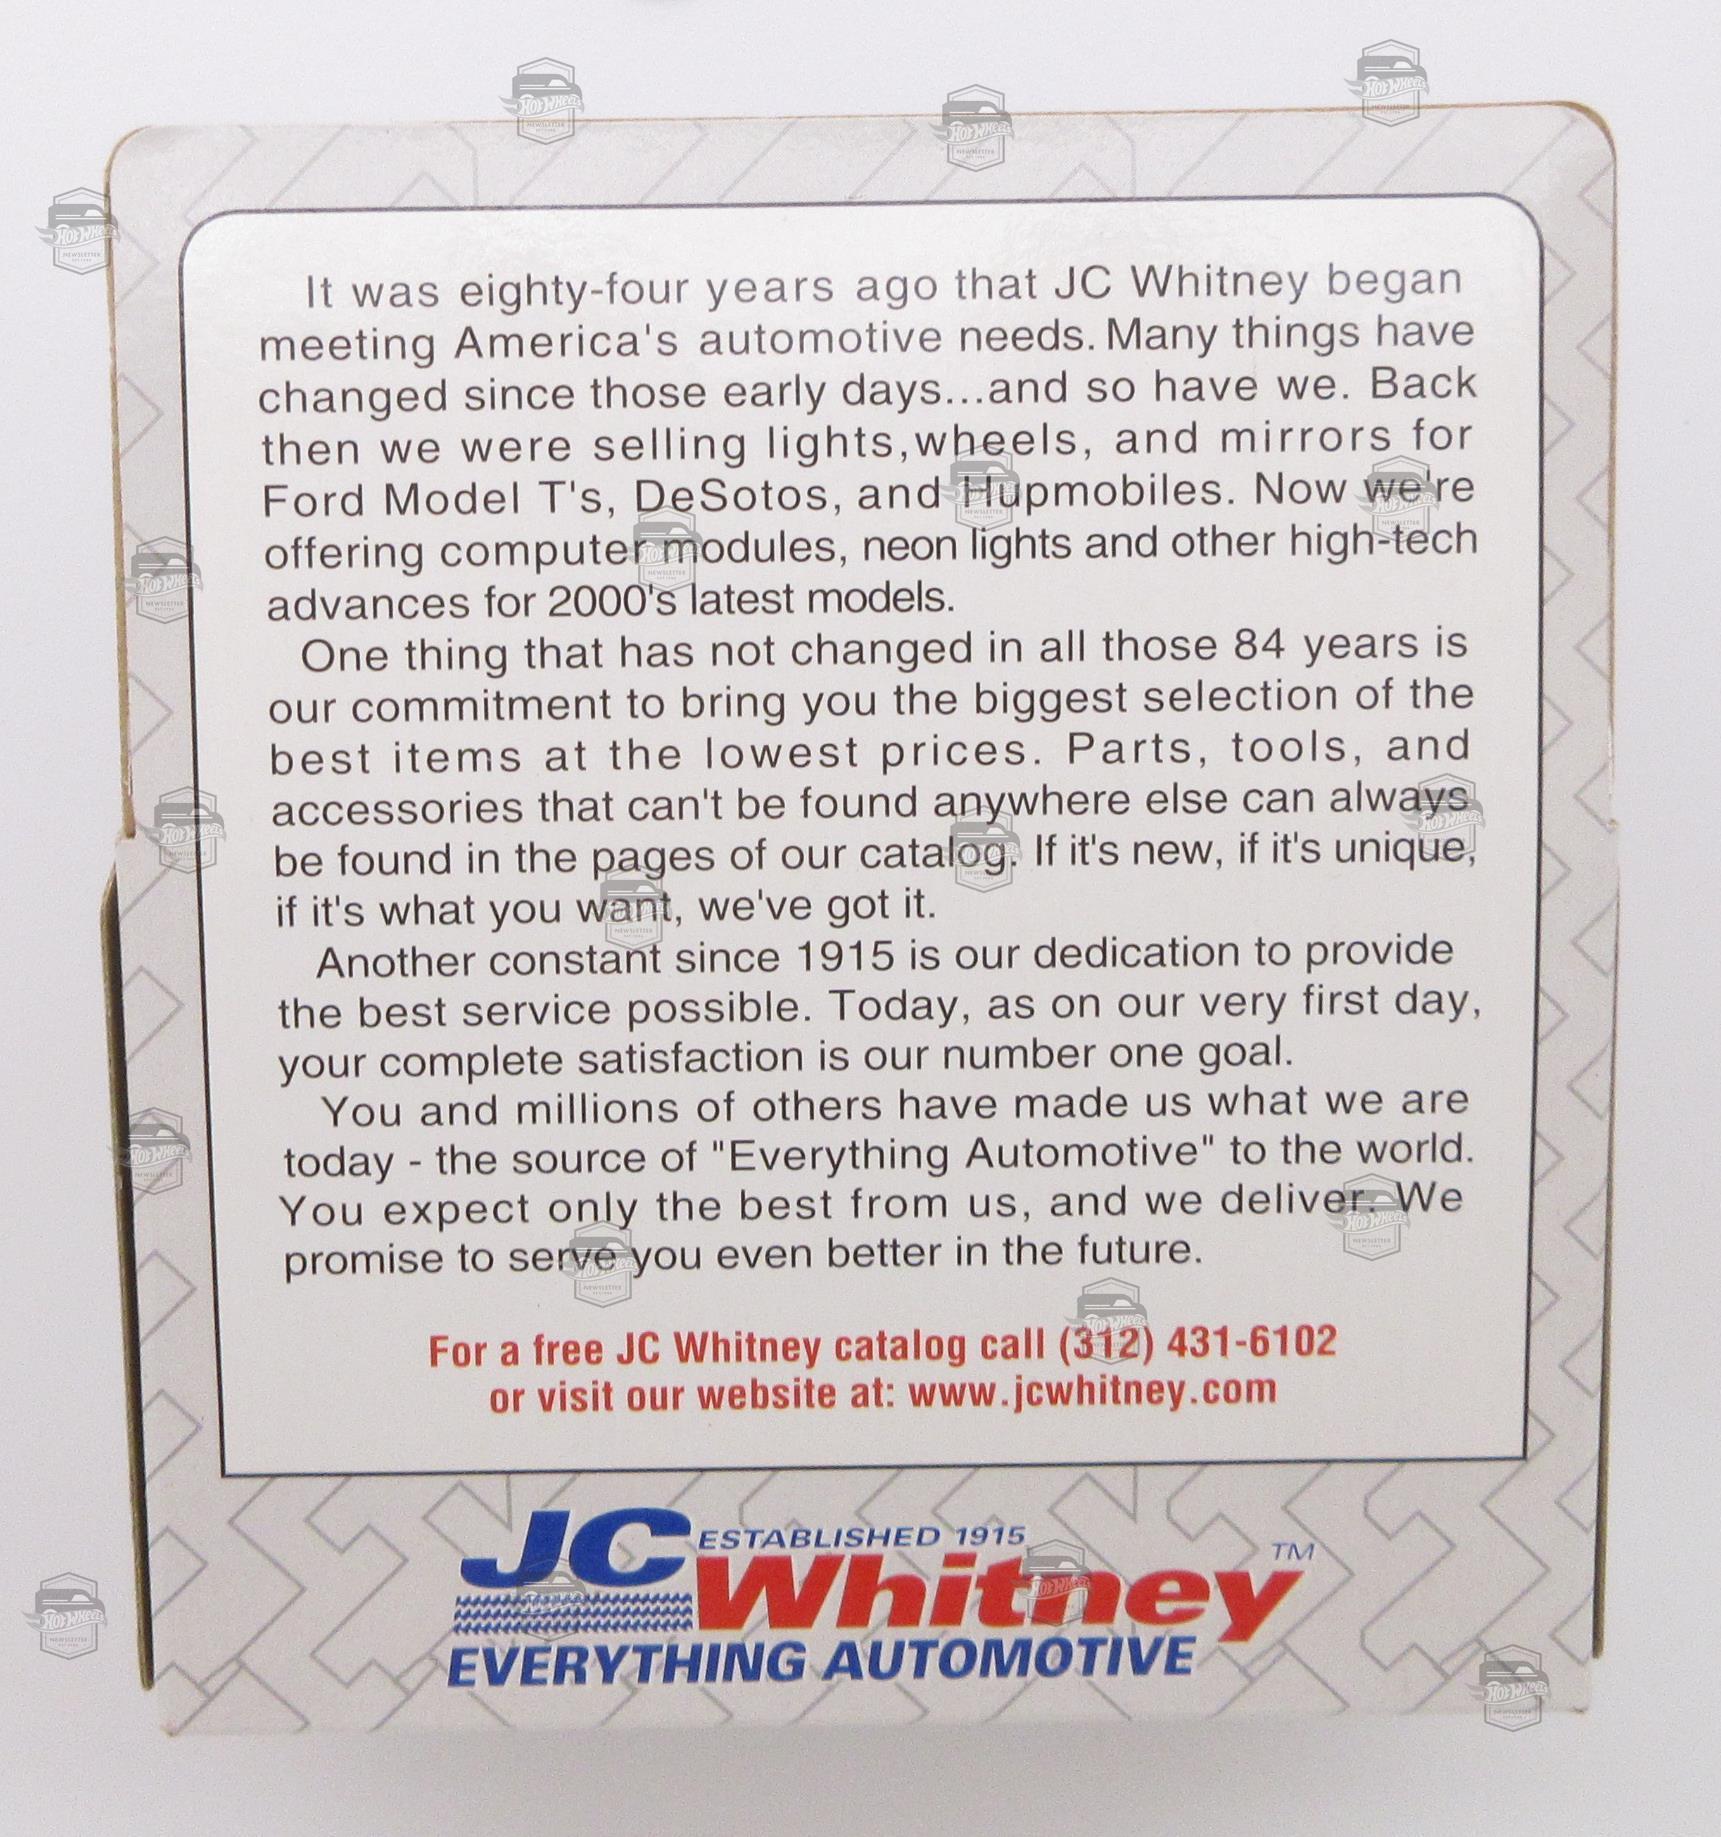 It was eighty-four years ago that JC Whitney began
meeting America's automotive needs. Many things have
changed since those early days...and so have we. Back
then we were selling lights,wheels, and mirrors for
Ford Model T's, DeSotos, and Hupmobiles. Now we're
offering computer modules, neon lights and other high-tech
advances for 2000's latest models.
One thing that has not changed in all those 84 years is
our commitment to bring you the biggest selection of the
best items at the lowest prices. Parts, tools, and
accessories that can't be found anywhere else can always
be found in the pages of our catalog. If it's new, if it's unique,
if it's what you want, we've got it.
Another constant since 1915 is our dedication to provide
the best service possible. Today, as on our very first day,
your complete satisfaction is our number one goal.
You and millions of others have made us what we are
today - the source of "Everything Automotive" to the world.
You expect only the best from us, and we deliver. We
promise to serve you even better in the future.
For a free JC Whitney catalog call (312) 431-6102
or visit our website at: www.jcwhitney.com
JC ESTABLISHED 1915
Whitney TM
EVERYTHING AUTOMOTIVE